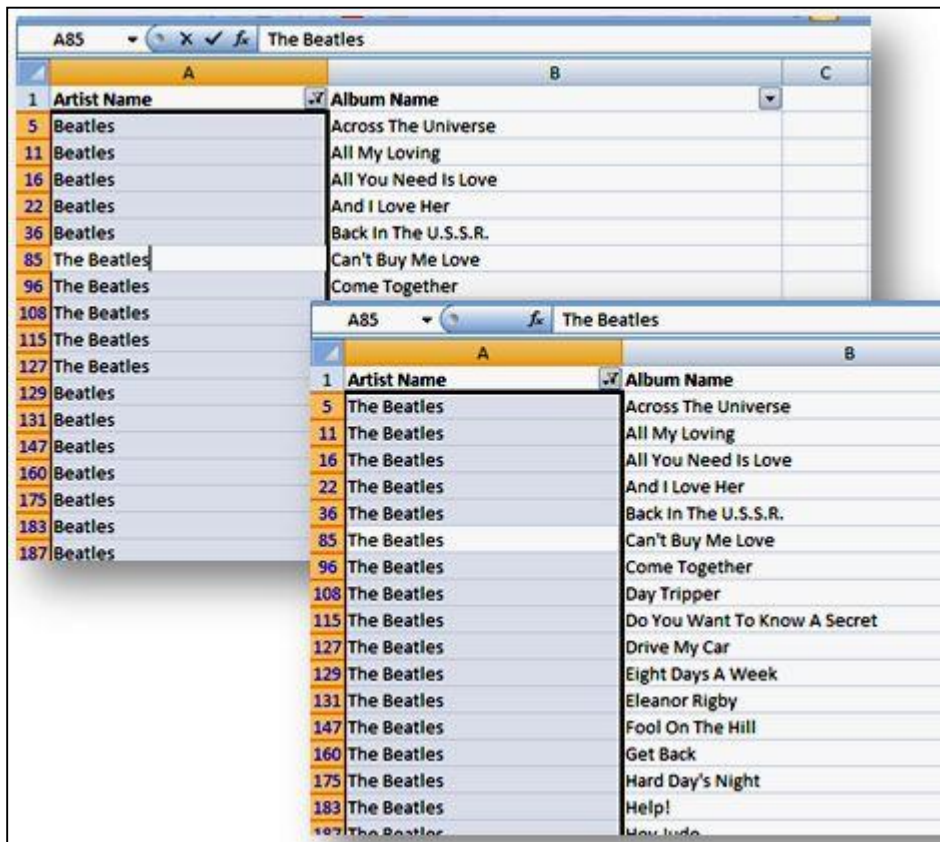 A85 fx The Beatles
A B C
1 Artist Name Album Name
5 Beatles Across The Universe
11 Beatles All My Loving
16 Beatles All You Need Is Love
22 Beatles And I Love Her
36 Beatles Back In The U.S.S.R.
85 The Beatles Can't Buy Me Love
96 The Beatles Come Together
108 The Beatles
115 The Beatles
127 The Beatles
129 Beatles
131 Beatles
147 Beatles
160 Beatles
175 Beatles
183 Beatles
187 Beatles
A85 fx The Beatles
A B
1 Artist Name Album Name
5 The Beatles Across The Universe
11 The Beatles All My Loving
16 The Beatles All You Need Is Love
22 The Beatles And I Love Her
36 The Beatles Back In The U.S.S.R.
85 The Beatles Can't Buy Me Love
96 The Beatles Come Together
108 The Beatles Day Tripper
115 The Beatles Do You Want To Know A Secret
127 The Beatles Drive My Car
129 The Beatles Eight Days A Week
131 The Beatles Eleanor Rigby
147 The Beatles Fool On The Hill
160 The Beatles Get Back
175 The Beatles Hard Day's Night
183 The Beatles Help!
187 The Beatles Hey Jude